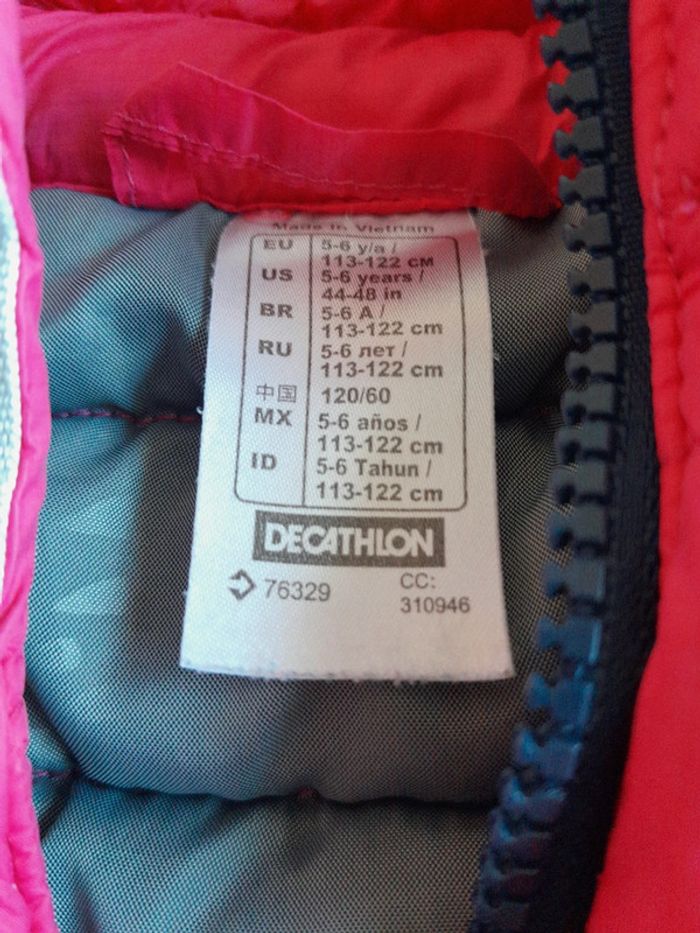 Made in Vietnam
EU 5-6 y/a /
113-122 CM
US 5-6 years /
44-48 in
BR 5-6 A /
113-122 cm
RU 5-6 лет /
113-122 cm
中国 120/60
MX 5-6 años /
113-122 cm
ID 5-6 Tahun /
113-122 cm
DECATHLON
76329 CC:
310946